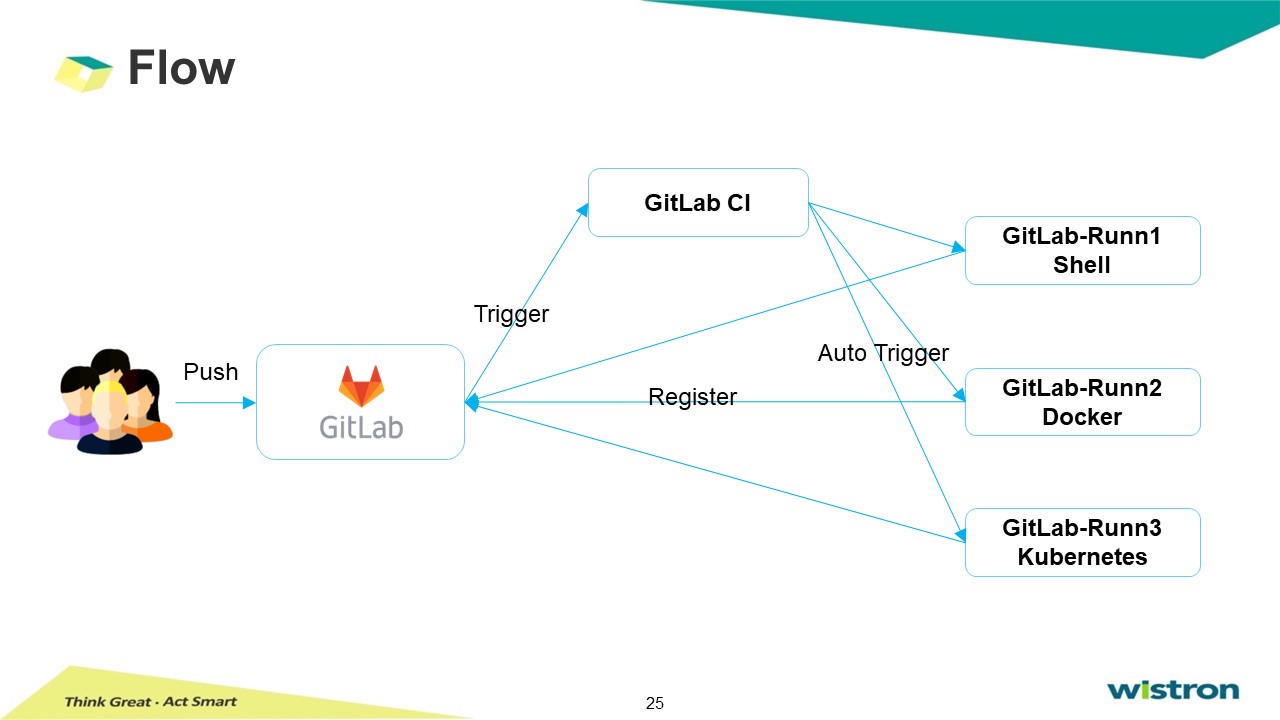 Flow
GitLab CI
GitLab-Runn1
Shell
Trigger
Auto Trigger
Push
GitLab
Register
GitLab-Runn2
Docker
GitLab-Runn3
Kubernetes
Think Great · Act Smart
25
wistron